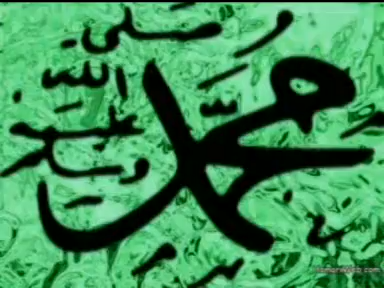 محمد
صلى
الله
عليه
وسلم